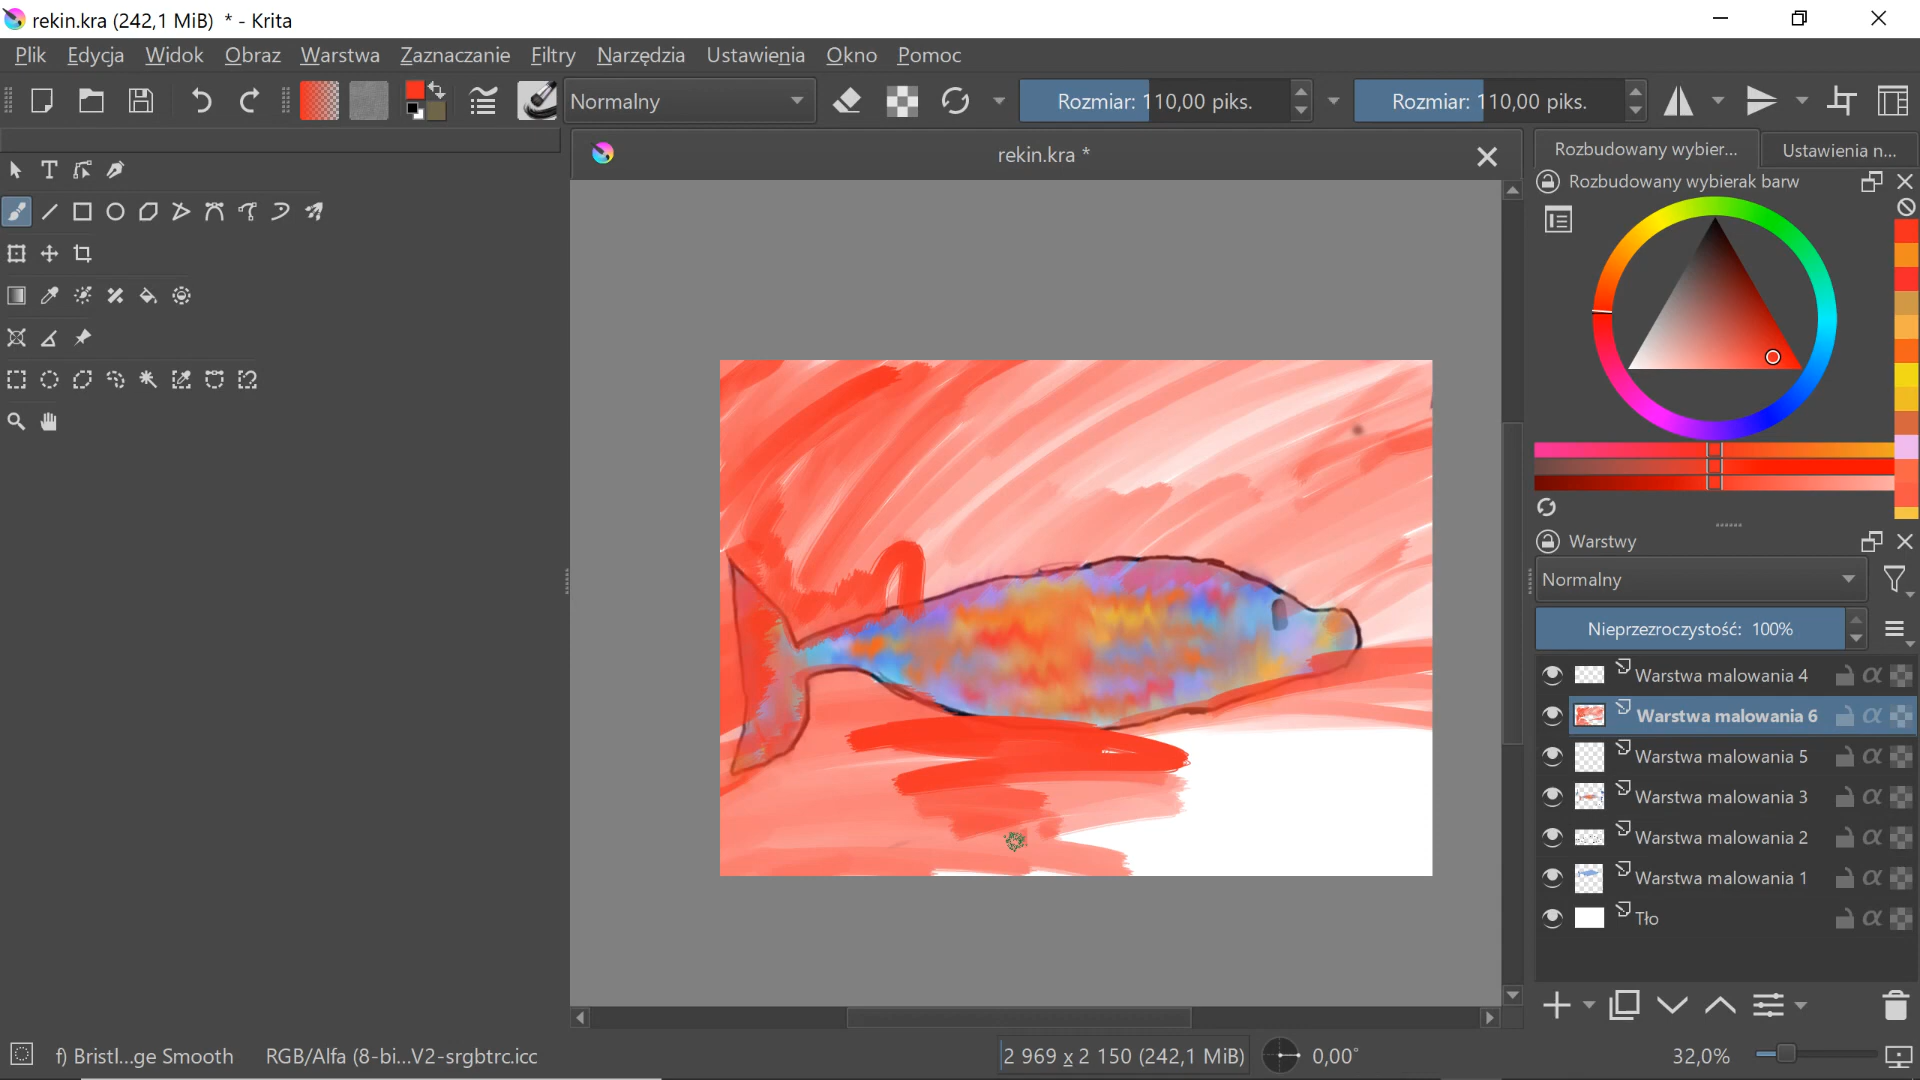 rekin.kra (242,1 MiB) * - Krita
Plik Edycja Widok Obraz Warstwa Zaznaczanie Filtry Narzędzia Ustawienia Okno Pomoc
Normalny Rozmiar: 110,00 piks. Rozmiar: 110,00 piks.
rekin.kra *
Rozbudowany wybier... Ustawienia n...
Rozbudowany wybierak barw
Warstwy
Normalny
Nieprzezroczystość: 100%
Warstwa malowania 4
Warstwa malowania 6
Warstwa malowania 5
Warstwa malowania 3
Warstwa malowania 2
Warstwa malowania 1
Tło
f) Bristl...ge Smooth RGB/Alfa (8-bi...V2-srgbtrc.icc 2 969 x 2 150 (242,1 MiB) 0,00° 32,0%